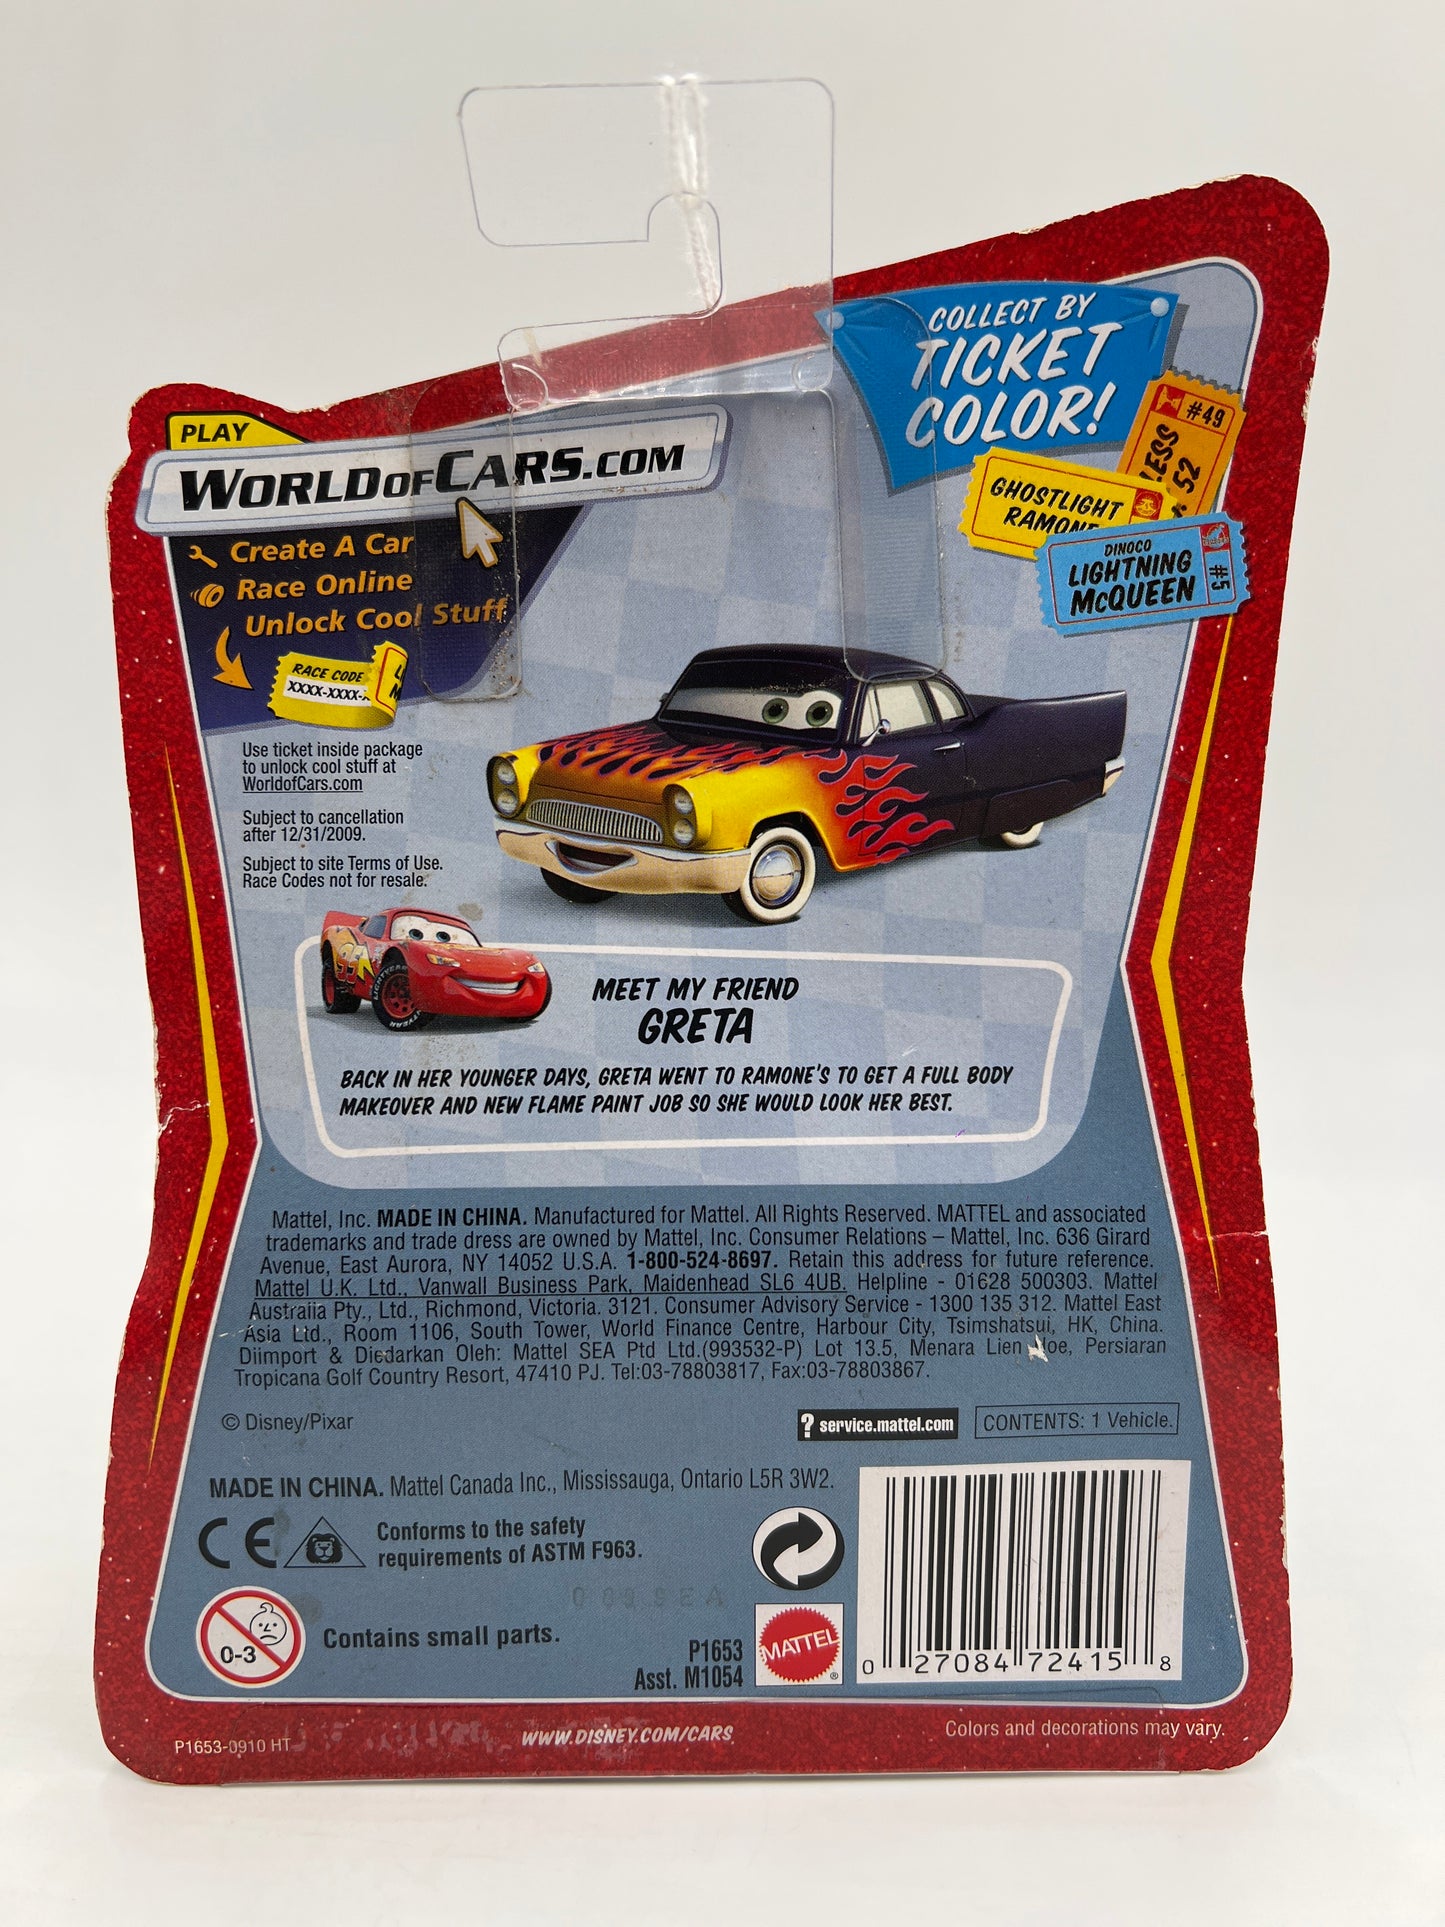 COLLECT BY
TICKET
COLOR!
#49
52
GHOSTLIGHT
RAMONE
DINOCO
LIGHTNING
McQUEEN
#5
PLAY
WORLDOFCARS.COM
Create A Car
Race Online
Unlock Cool Stuff
RACE CODE
XXXX-XXXX-
Use ticket inside package
to unlock cool stuff at
WorldofCars.com
Subject to cancellation
after 12/31/2009.
Subject to site Terms of Use.
Race Codes not for resale.
95
MEET MY FRIEND
GRETA
BACK IN HER YOUNGER DAYS, GRETA WENT TO RAMONE'S TO GET A FULL BODY
MAKEOVER AND NEW FLAME PAINT JOB SO SHE WOULD LOOK HER BEST.
Mattel, Inc. MADE IN CHINA. Manufactured for Mattel. All Rights Reserved. MATTEL and associated
trademarks and trade dress are owned by Mattel, Inc. Consumer Relations – Mattel, Inc. 636 Girard
Avenue, East Aurora, NY 14052 U.S.A. 1-800-524-8697. Retain this address for future reference.
Mattel U.K. Ltd., Vanwall Business Park, Maidenhead SL6 4UB. Helpline - 01628 500303. Mattel
Australia Pty., Ltd., Richmond, Victoria. 3121. Consumer Advisory Service - 1300 135 312. Mattel East
Asia Ltd., Room 1106, South Tower, World Finance Centre, Harbour City, Tsimshatsui, HK, China.
Diimport & Diedarkan Oleh: Mattel SEA Ptd Ltd.(993532-P) Lot 13.5, Menara Lien Hoe, Persiaran
Tropicana Golf Country Resort, 47410 PJ. Tel:03-78803817, Fax:03-78803867.
© Disney/Pixar
? service.mattel.com
CONTENTS: 1 Vehicle.
MADE IN CHINA. Mattel Canada Inc., Mississauga, Ontario L5R 3W2.
CE
Conforms to the safety
requirements of ASTM F963.
0-3
Contains small parts.
P1653
Asst. M1054
MATTEL
®
0 27084 72415 8
P1653-0910 HT
WWW.DISNEY.COM/CARS
Colors and decorations may vary.